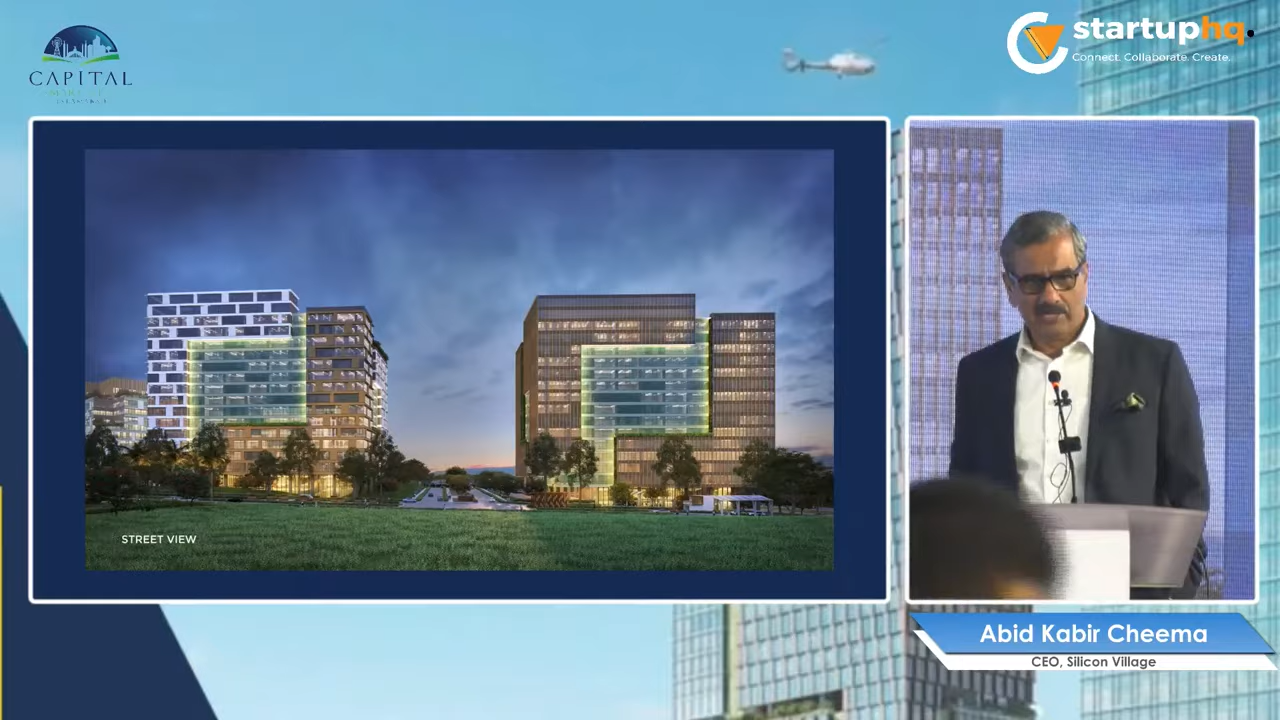 CAPITAL
startuphq.
Connect. Collaborate. Create.
STREET VIEW
Abid Kabir Cheema
CEO, Silicon Village